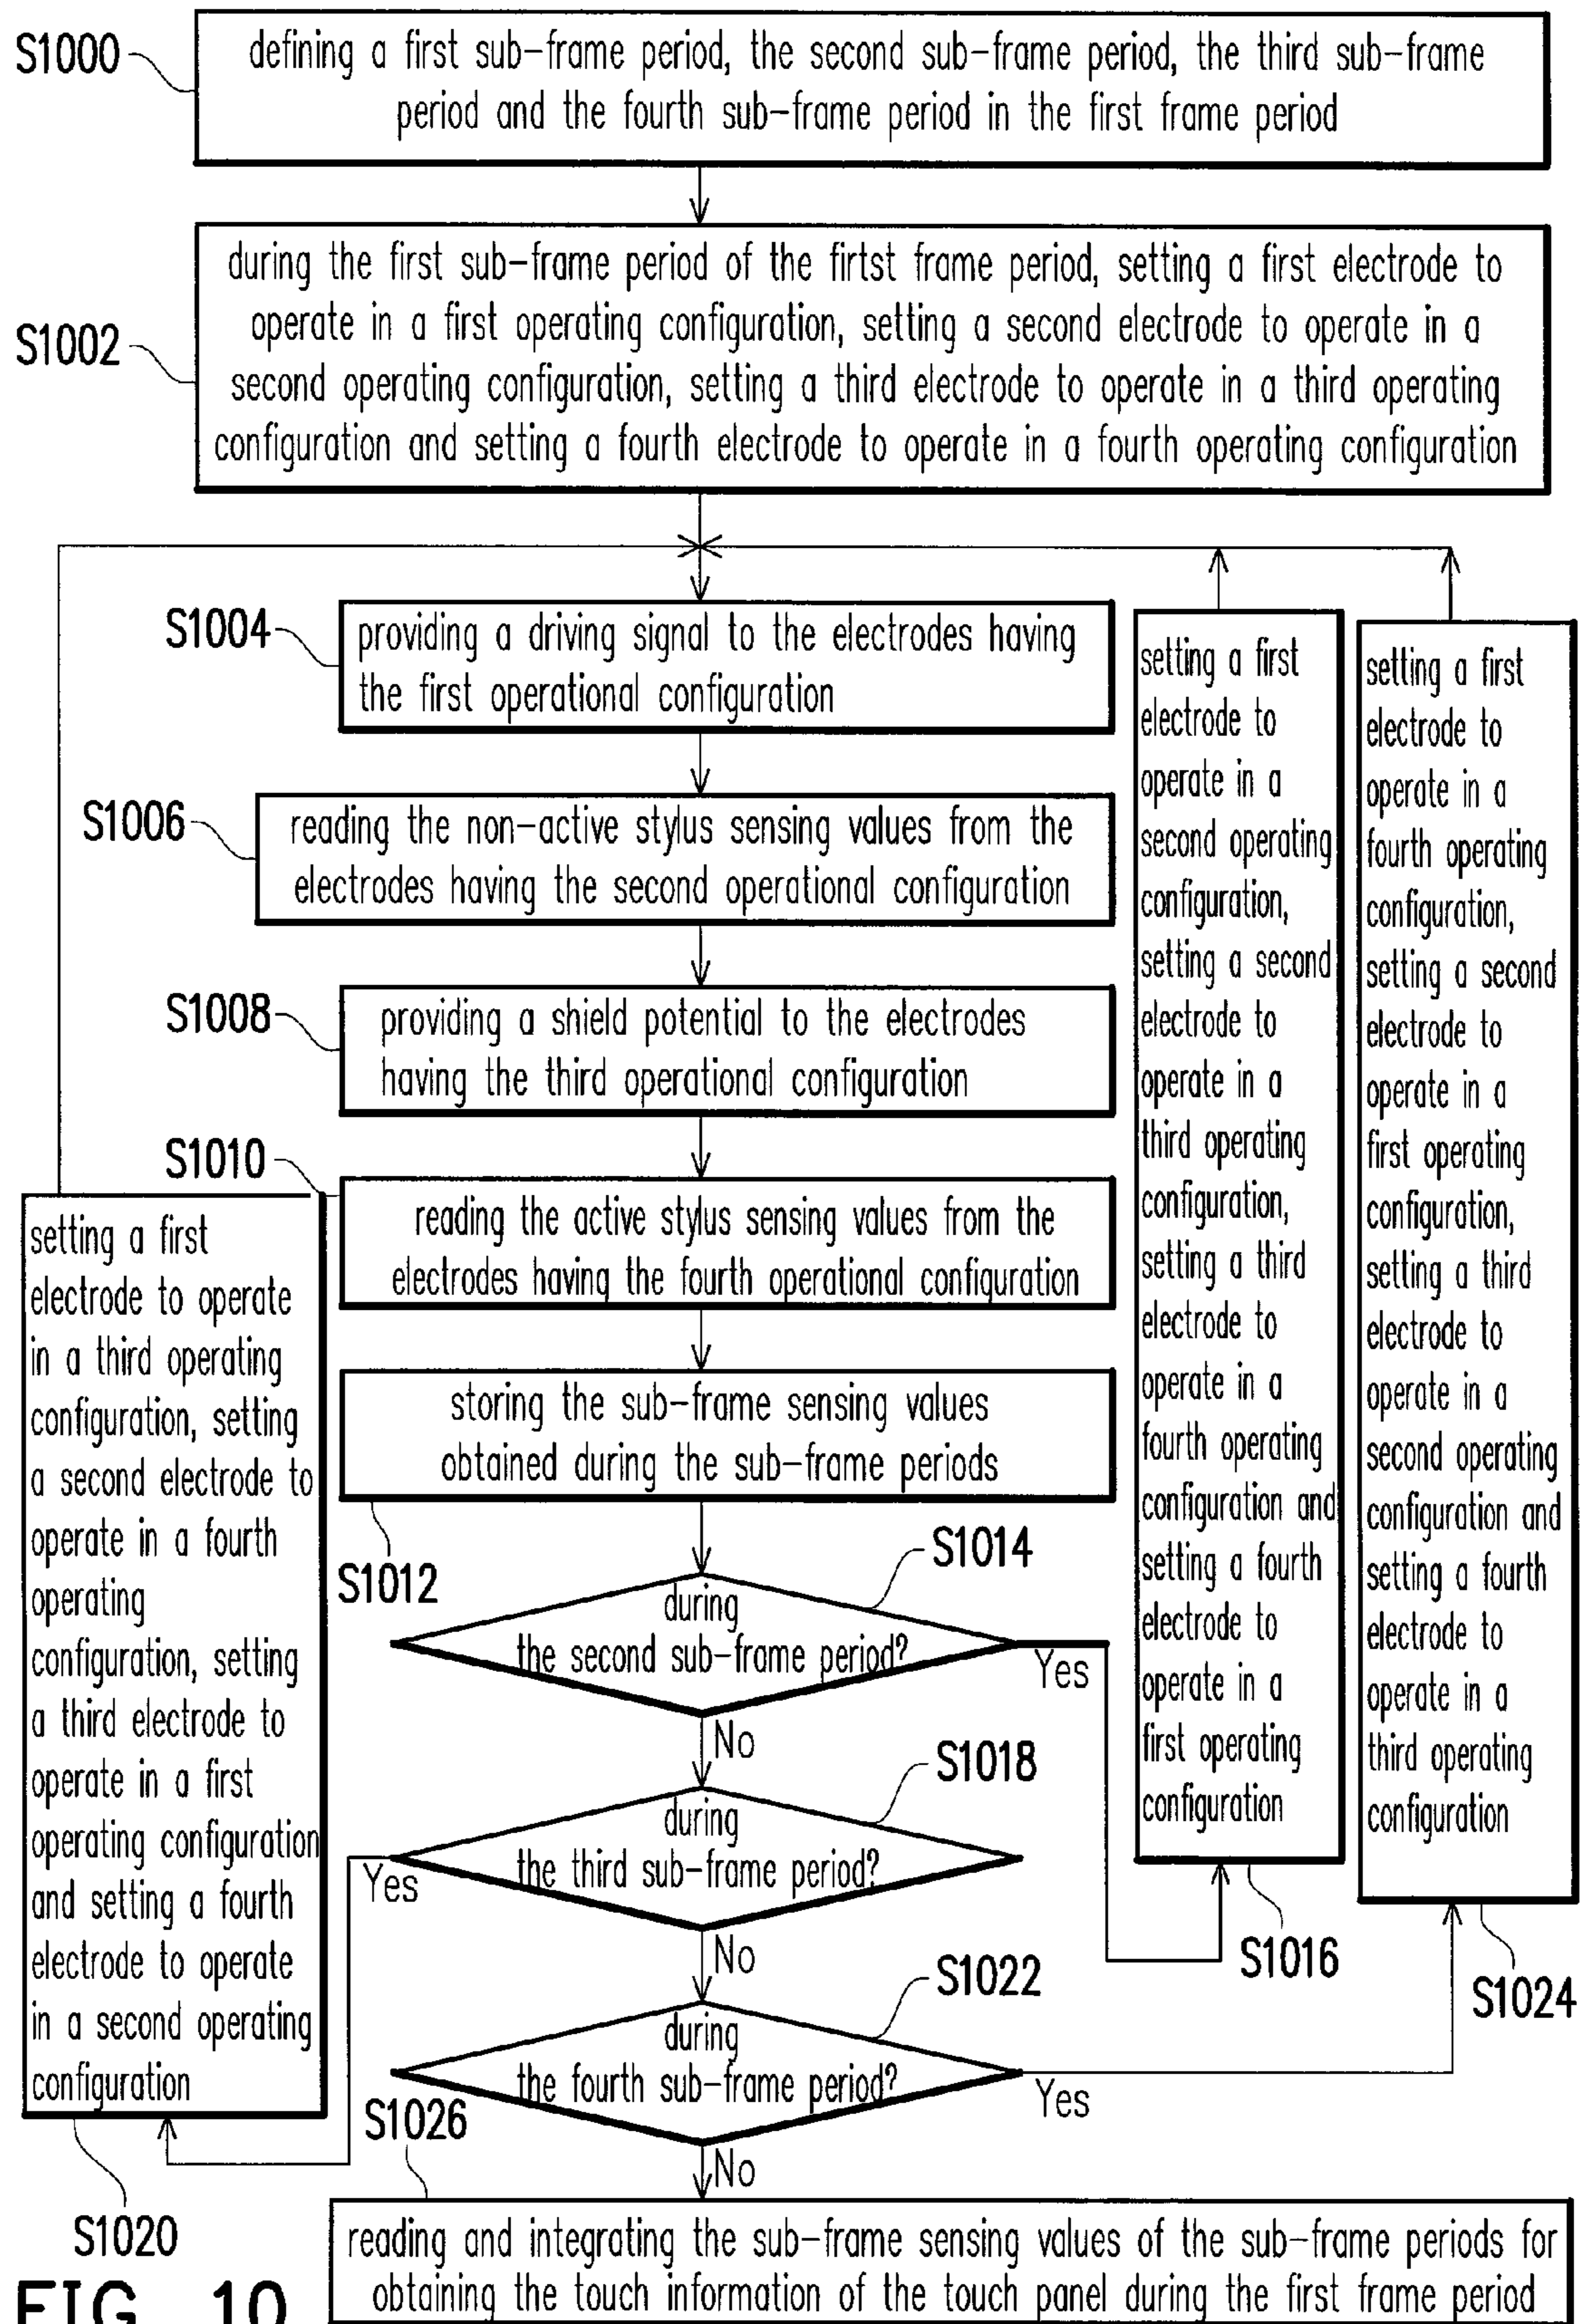 S1000
defining a first sub-frame period, the second sub-frame period, the third sub-frame
period and the fourth sub-frame period in the first frame period
S1002
during the first sub-frame period of the firtst frame period, setting a first electrode to
operate in a first operating configuration, setting a second electrode to operate in a
second operating configuration, setting a third electrode to operate in a third operating
configuration and setting a fourth electrode to operate in a fourth operating configuration
S1004
providing a driving signal to the electrodes having
the first operational configuration
S1006
reading the non-active stylus sensing values from the
electrodes having the second operational configuration
S1008
providing a shield potential to the electrodes
having the third operational configuration
S1010
reading the active stylus sensing values from the
electrodes having the fourth operational configuration
storing the sub-frame sensing values
obtained during the sub-frame periods
S1012
S1014
during
the second sub-frame period?
Yes
No
setting a first
electrode to
operate in a
second operating
configuration,
setting a second
electrode to
operate in a
third operating
configuration,
setting a third
electrode to
operate in a
fourth operating
configuration and
setting a fourth
electrode to
operate in a
first operating
configuration
S1016
S1018
during
the third sub-frame period?
Yes
No
setting a first
electrode to operate
in a third operating
configuration, setting
a second electrode to
operate in a fourth
operating
configuration, setting
a third electrode to
operate in a first
operating configuration
and setting a fourth
electrode to operate
in a second operating
configuration
S1020
S1022
during
the fourth sub-frame period?
Yes
No
setting a first
electrode to
operate in a
fourth operating
configuration,
setting a second
electrode to
operate in a
first operating
configuration,
setting a third
electrode to
operate in a
second operating
configuration and
setting a fourth
electrode to
operate in a
third operating
configuration
S1024
S1026
reading and integrating the sub-frame sensing values of the sub-frame periods for
obtaining the touch information of the touch panel during the first frame period
FIG. 10